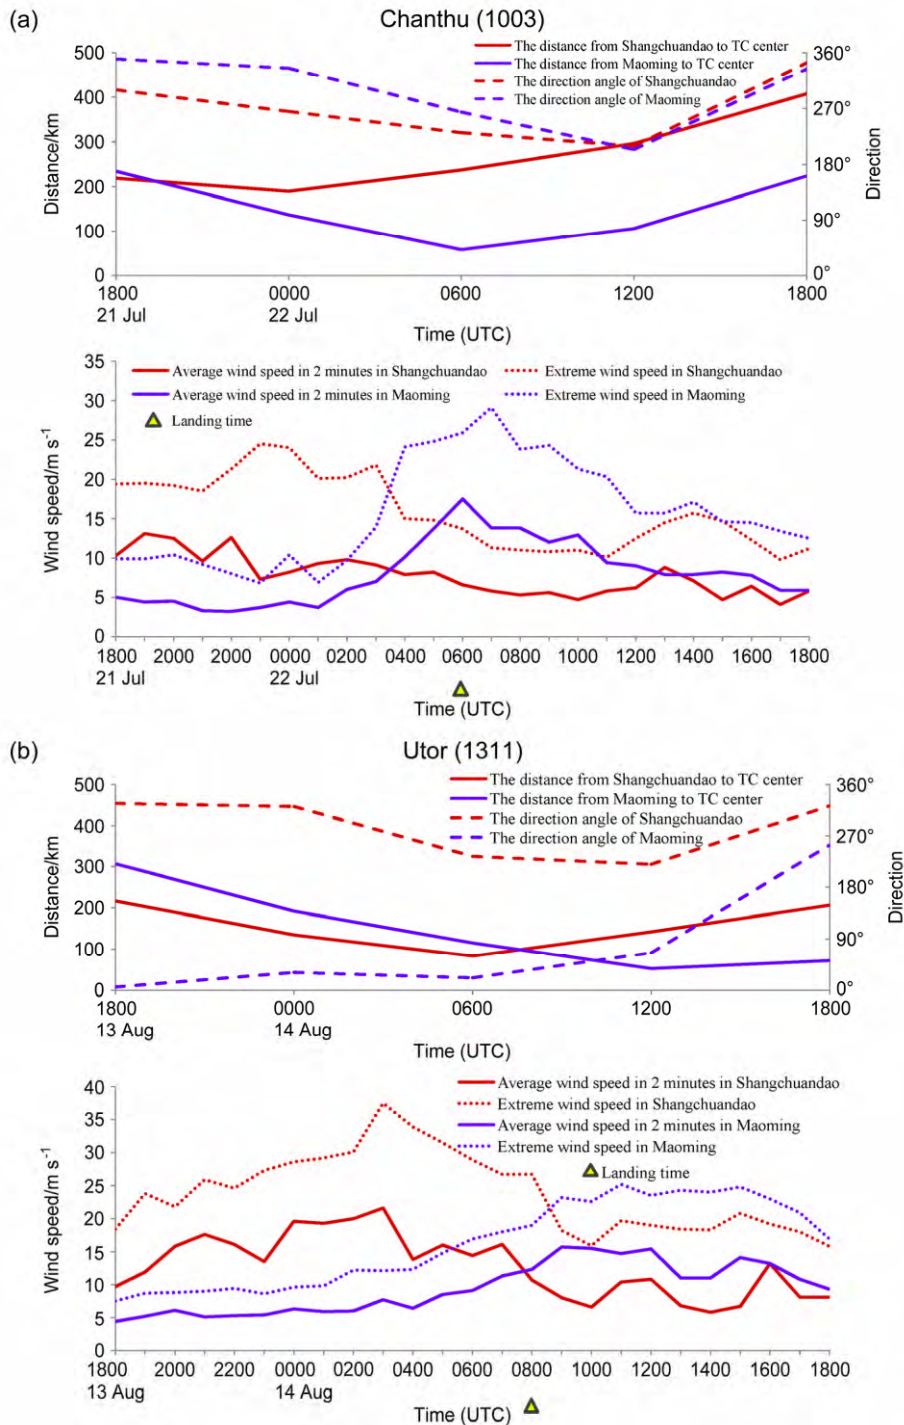 (a)
Chanthu (1003)
The distance from Shangchuandao to TC center
The distance from Maoming to TC center
The direction angle of Shangchuandao
The direction angle of Maoming
Distance/km
500
400
300
200
100
0
Direction
360°
270°
180°
90°
0°
1800 0000 0600 1200 1800
21 Jul 22 Jul
Time (UTC)
Average wind speed in 2 minutes in Shangchuandao
Extreme wind speed in Shangchuandao
Average wind speed in 2 minutes in Maoming
Extreme wind speed in Maoming
Landing time
Wind speed/m s⁻¹
35
30
25
20
15
10
5
0
1800 2000 2000 0000 0200 0400 0600 0800 1000 1200 1400 1600 1800
21 Jul 22 Jul
Time (UTC)
(b)
Utor (1311)
The distance from Shangchuandao to TC center
The distance from Maoming to TC center
The direction angle of Shangchuandao
The direction angle of Maoming
Distance/km
500
400
300
200
100
0
Direction
360°
270°
180°
90°
0°
1800 0000 0600 1200 1800
13 Aug 14 Aug
Time (UTC)
Average wind speed in 2 minutes in Shangchuandao
Extreme wind speed in Shangchuandao
Average wind speed in 2 minutes in Maoming
Extreme wind speed in Maoming
Landing time
Wind speed/m s⁻¹
40
35
30
25
20
15
10
5
0
1800 2000 2200 0000 0200 0400 0600 0800 1000 1200 1400 1600 1800
13 Aug 14 Aug
Time (UTC)